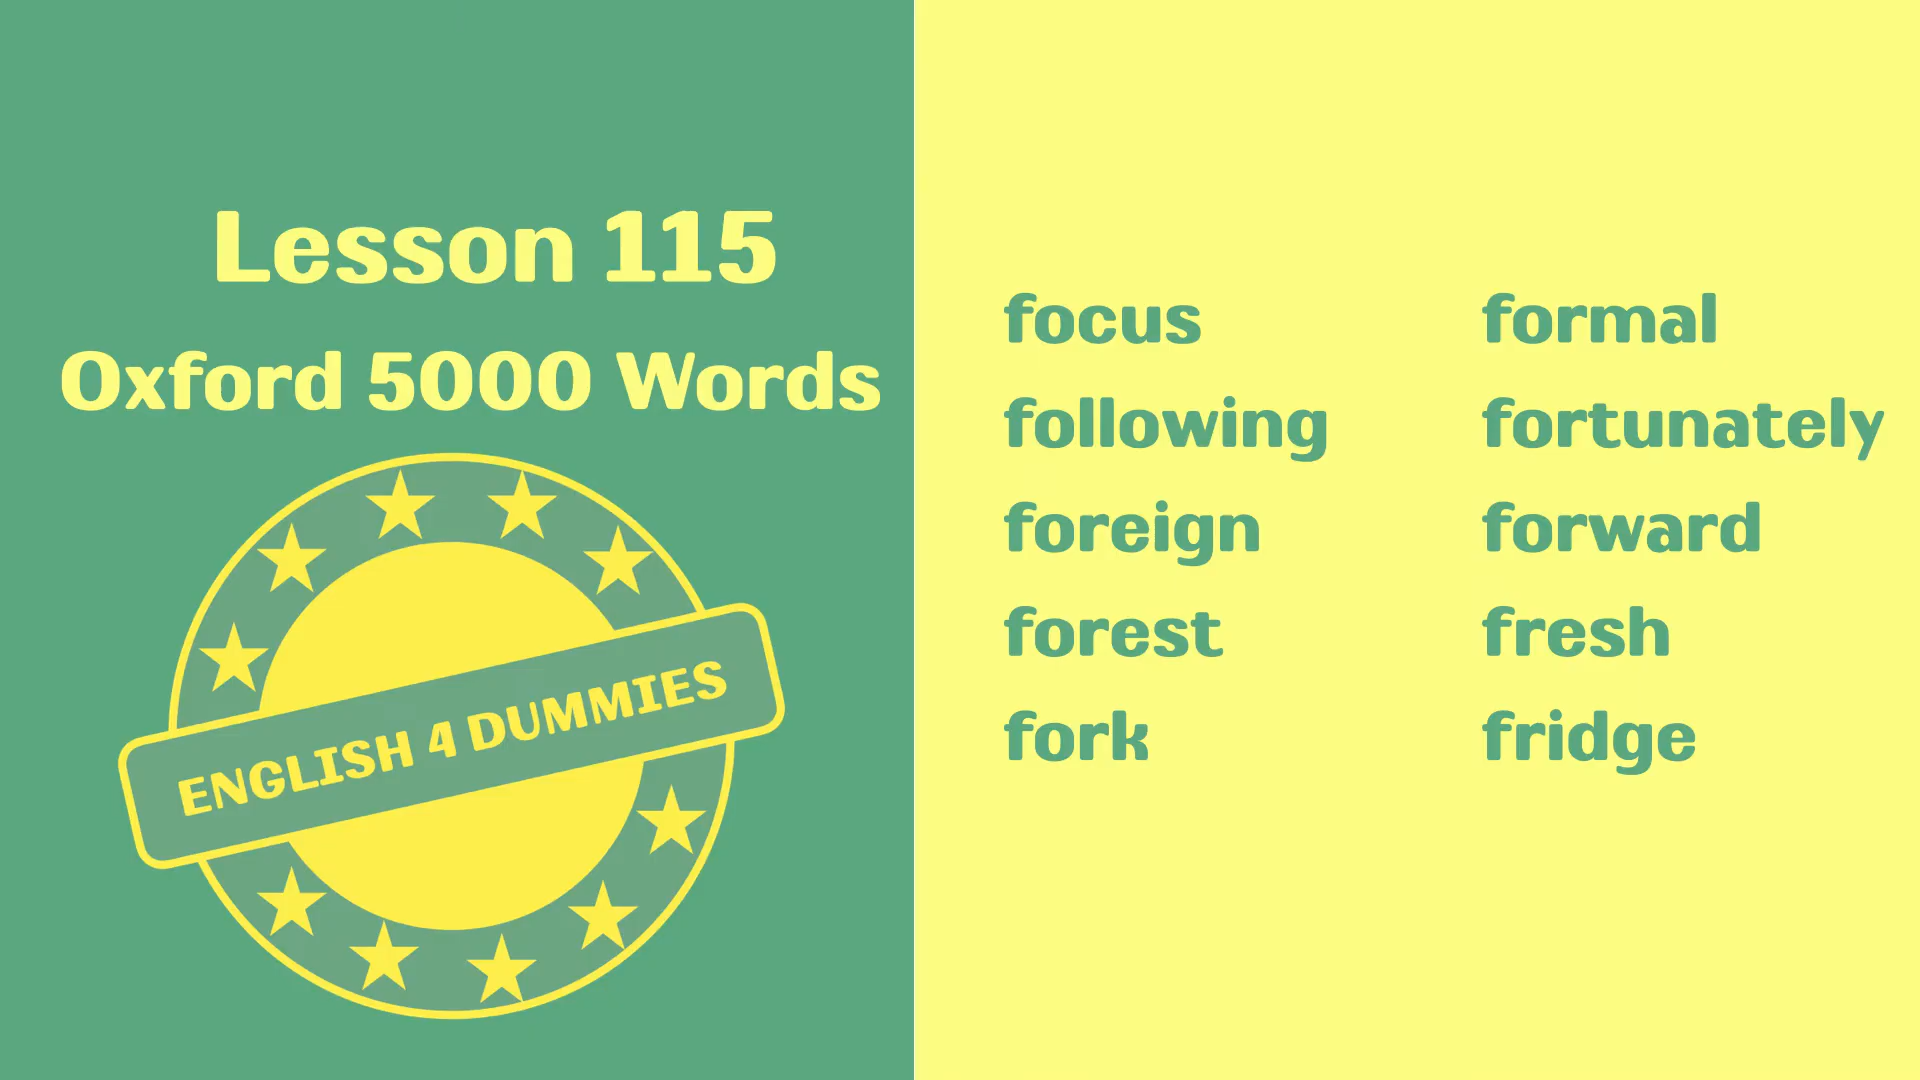 Lesson 115
Oxford 5000 Words
ENGLISH 4 DUMMIES
focus
following
foreign
forest
fork
formal
fortunately
forward
fresh
fridge